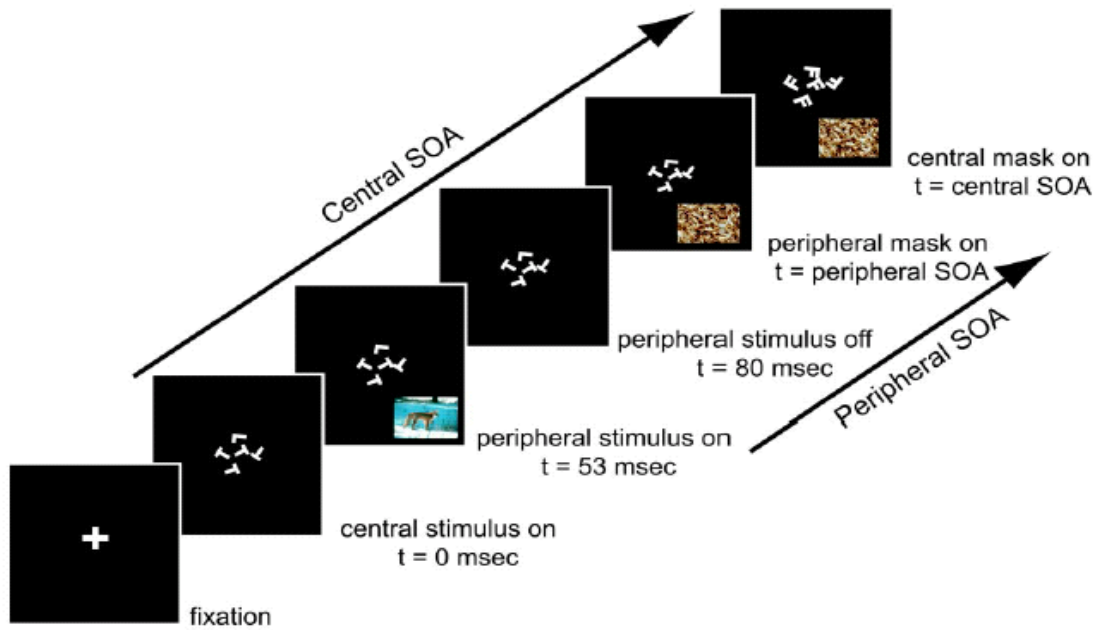 Central SOA
central mask on
t = central SOA
peripheral mask on
t = peripheral SOA
Peripheral SOA
peripheral stimulus off
t = 80 msec
peripheral stimulus on
t = 53 msec
central stimulus on
t = 0 msec
fixation